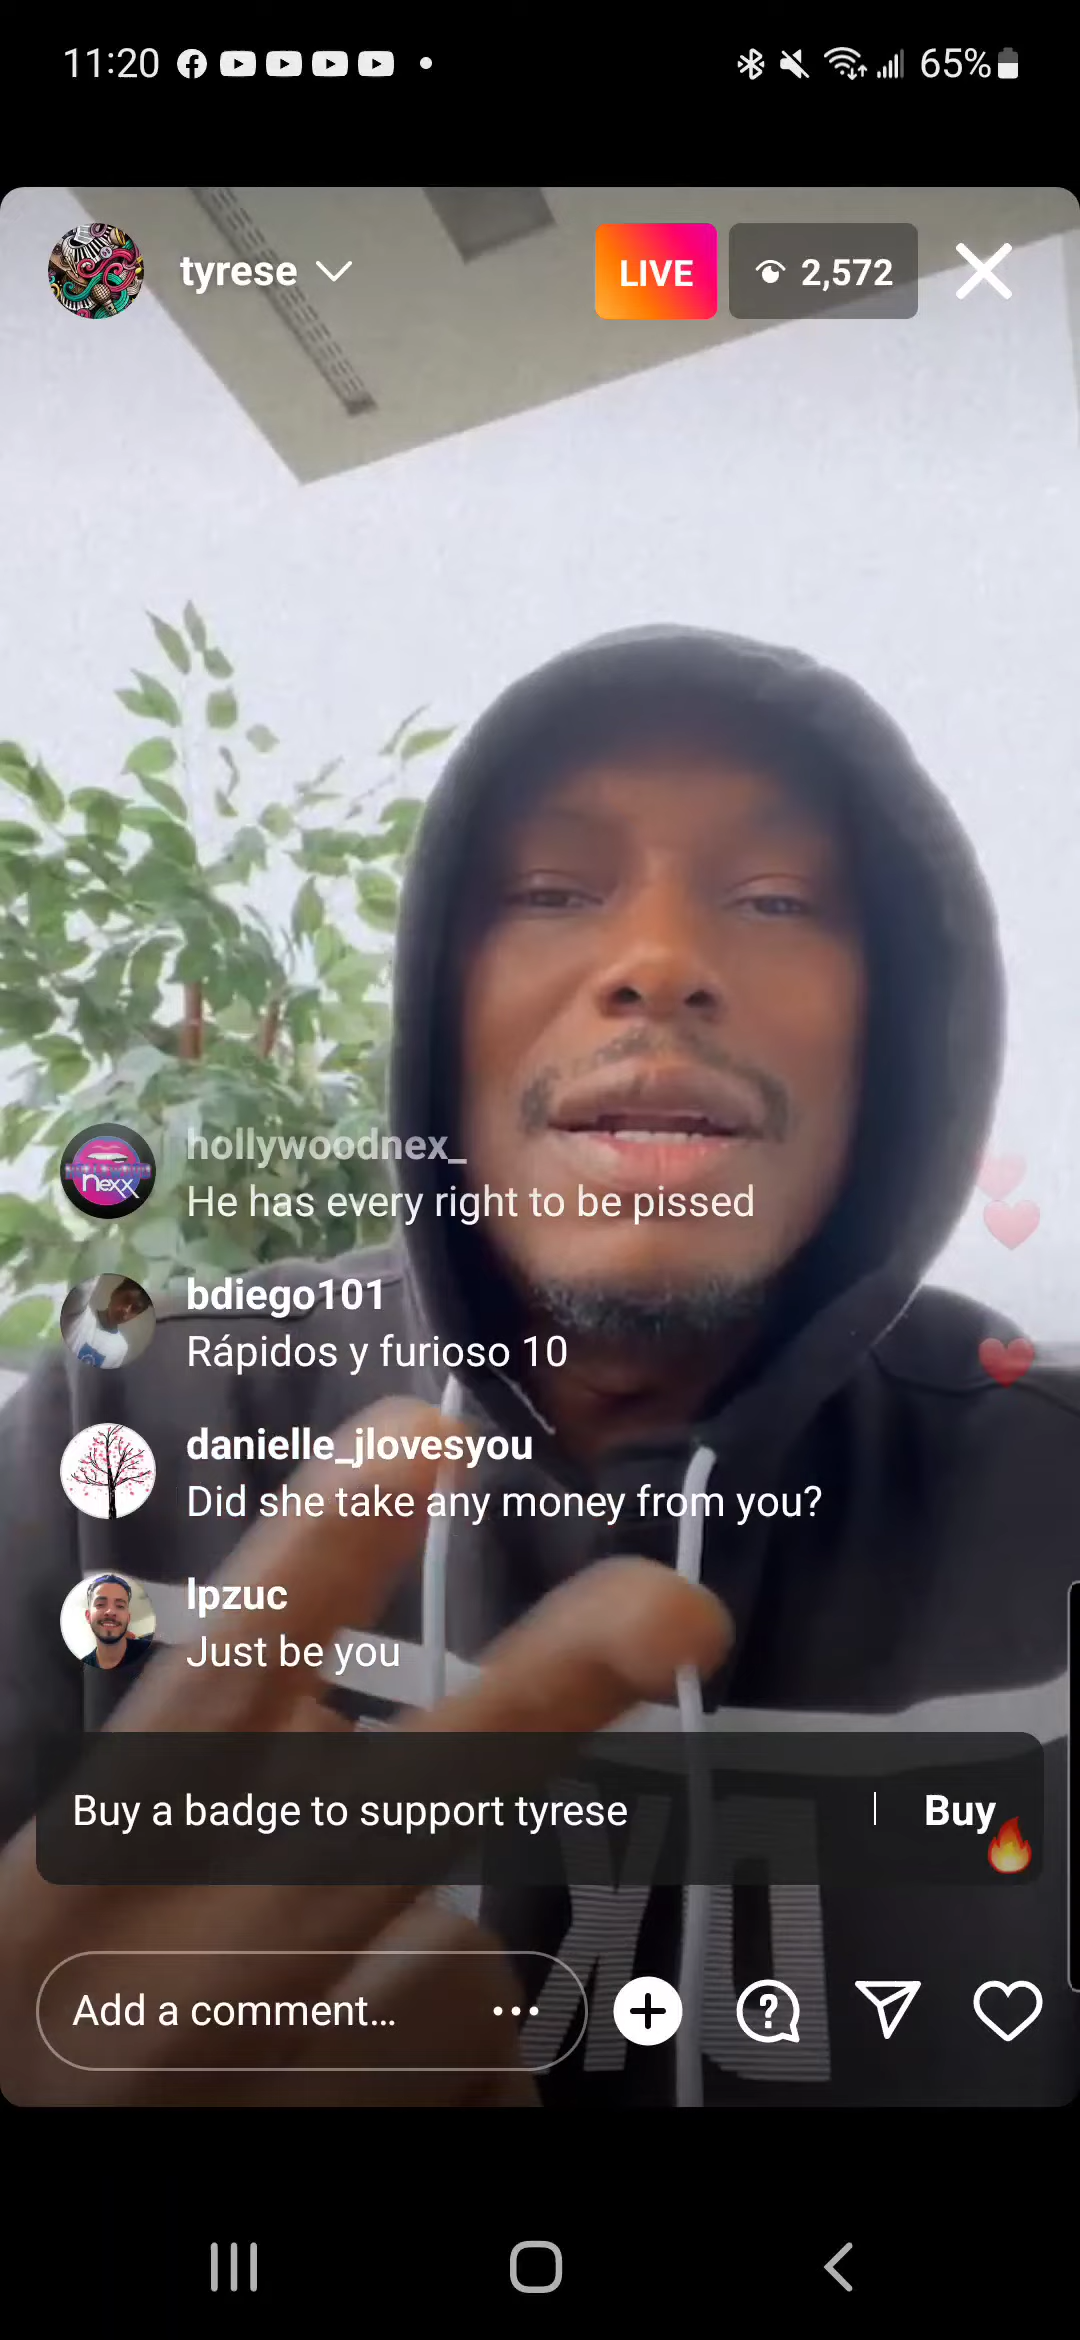 11:20
65%
tyrese
LIVE
2,572
nexx
hollywoodnex_
He has every right to be pissed
bdiego101
Rápidos y furioso 10
danielle_jlovesyou
Did she take any money from you?
lpzuc
Just be you
Buy a badge to support tyrese
Buy
Add a comment...